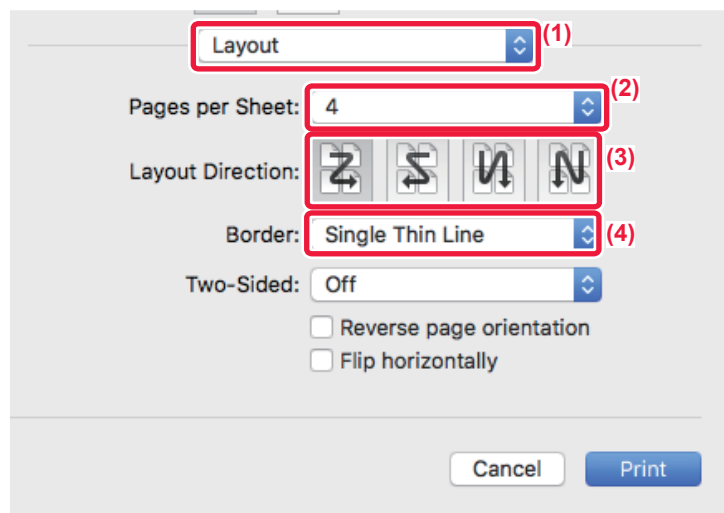 Layout (1)
Pages per Sheet: 4 (2)
Layout Direction: (3)
Border: Single Thin Line (4)
Two-Sided: Off
Reverse page orientation
Flip horizontally
Cancel Print